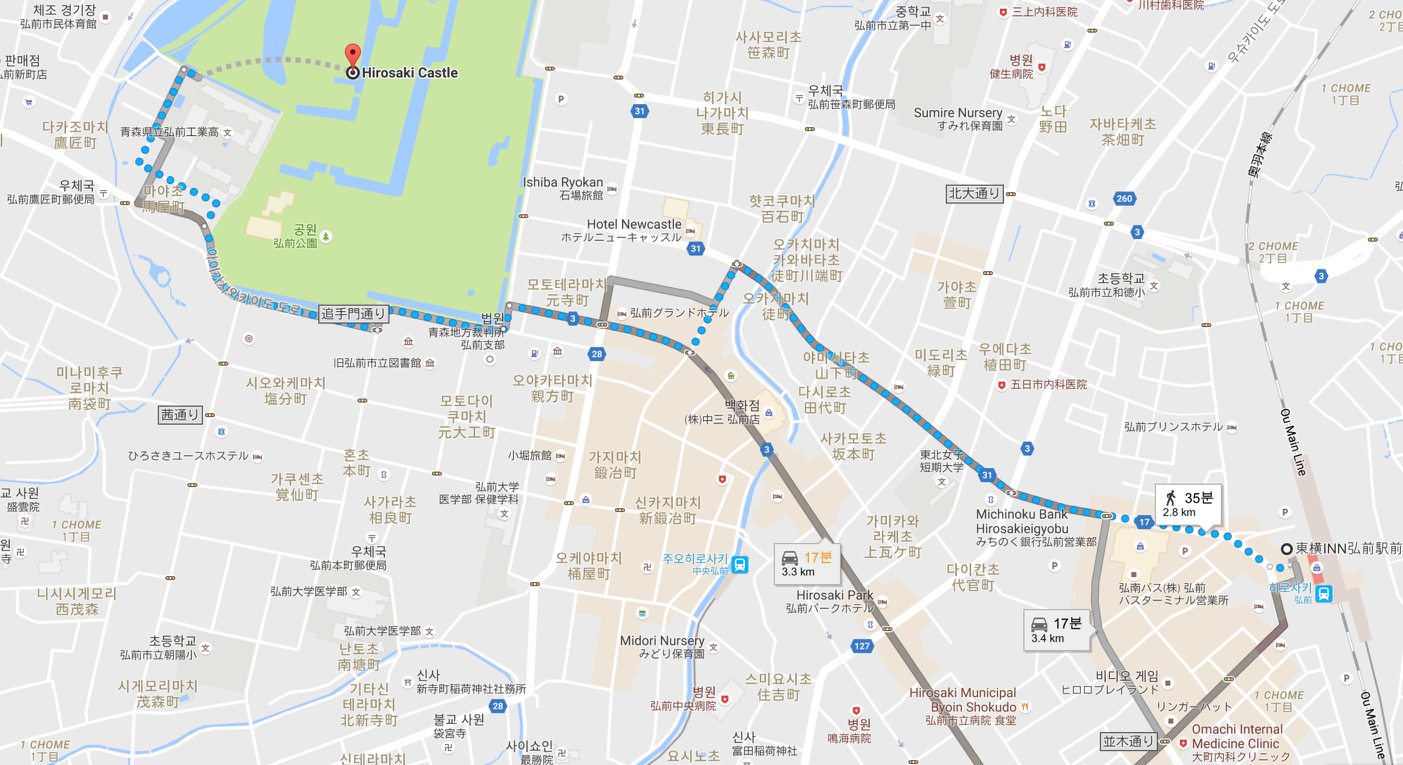 체조 경기장
弘前市民体育館
판매점
弘前新町店
中学교
弘前市立第一中
三上内科医院
川村歯科医院
우슈카이도 도로
2 CHOME
2丁目
사사모리초
笹森町
병원
健生病院
1 CHOME
1丁目
Hirosaki Castle
우체국
弘前笹森町郵便局
히가시
나가마치
東長町
31
Sumire Nursery
すみれ保育園
노다
野田
자바타케초
茶畑町
다카조마치
鷹匠町
青森県立弘前工業高
奥羽本線
우체국
弘前鷹匠町郵便局
마야초
馬屋町
Ishiba Ryokan
石場旅館
北大通り
260
햣코쿠마치
百石町
Hotel Newcastle
ホテルニューキャッスル
31
3
공원
弘前公園
오카치마치
카와바타초
徒町川端町
2 CHOME
2丁目
3
초등학교
弘前市立和徳小
모토테라마치
元寺町
오카치마치
徒町
가야초
萱町
追手門通り
3
弘前グランドホテル
법원
青森地方裁判所
弘前支部
28
旧弘前市立図書館
야마시타초
山下町
미도리초
緑町
우에다초
植田町
1 CHOME
1丁目
미나미후쿠
로마치
南袋町
시오와케마치
塩分町
오야카타마치
親方町
다시로초
田代町
五日市内科医院
茜通り
모토다이
쿠마치
元大工町
백화점
(株)中三 弘前店
Ou Main Line
弘前プリンスホテル
ひろさきユースホステル
혼초
本町
小堀旅館
가지마치
鍛冶町
3
사카모토초
坂本町
東北女子
短期大学
3
31
가쿠센초
覚仙町
사가라초
相良町
弘前大学
医学部 保健学科
신카지마치
新鍛冶町
35분
2.8 km
교 사원
盛雲院
1 CHOME
1丁目
가미카와
라케초
上瓦ケ町
Michinoku Bank
Hirosakieigyobu
みちのく銀行弘前営業部
17
우체국
弘前本町郵便局
오케야마치
桶屋町
주오히로사키
中央弘前
17분
3.3 km
다이칸초
代官町
東横INN弘前駅前
히로사키
弘前
弘南バス(株) 弘前
バスターミナル営業所
니시시게모리
西茂森
弘前大学医学部
Hirosaki Park
弘前パークホテル
17분
3.4 km
초등학교
弘前市立朝陽小
弘前大学医学部
난토초
南塘町
Midori Nursery
みどり保育園
127
시게모리마치
茂森町
신사
新寺町稲荷神社社務所
기타신
테라마치
北新寺町
28
스미요시초
住吉町
병원
弘前中央病院
비디오 게임
ヒロロプレイランド
Hirosaki Municipal
Byoin Shokudo
弘前市立病院 食堂
リンガーハット
1 CHOME
1丁目
불교 사원
袋宮寺
병원
鳴海病院
신사
富田稲荷神社
並木通り
Omachi Internal
Medicine Clinic
大町内科クリニック
Ou Main Line
1 CHOME
1丁目
신테라마치
사이쇼인
最勝院
요시노초